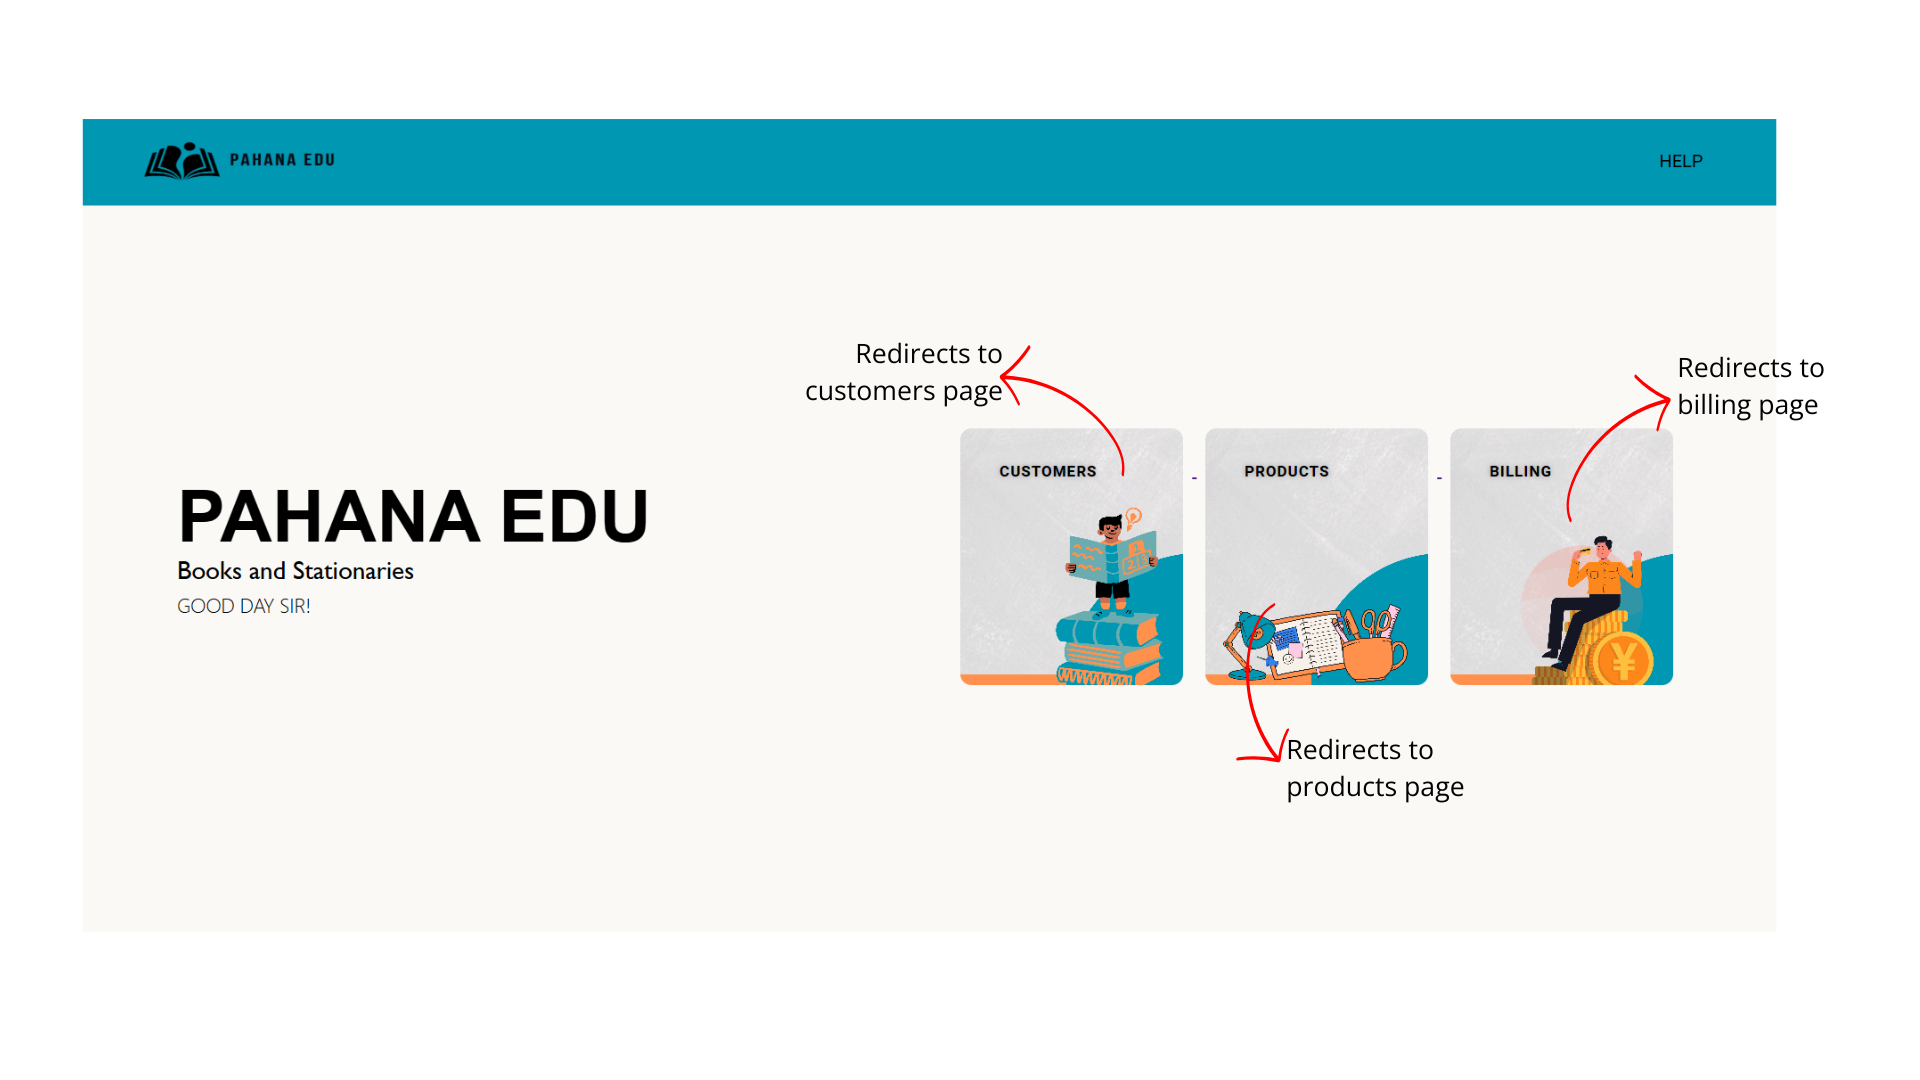 PAHANA EDU
HELP
Redirects to
customers page
Redirects to
billing page
CUSTOMERS
-
PRODUCTS
-
BILLING
PAHANA EDU
Books and Stationaries
GOOD DAY SIR!
Redirects to
products page